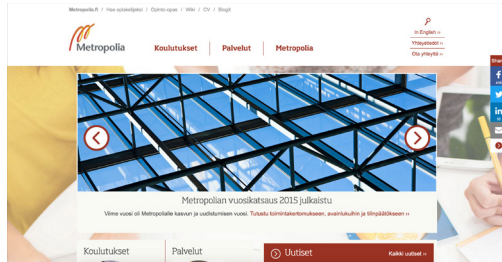 Metropolia.fi / Hae opiskelijaksi / Opinto-opas / Wiki / CV / Blogit
In English »
Yhteystiedot »
Ota yhteyttä »
Metropolia
Koulutukset Palvelut Metropolia
Share
Metropolian vuosikatsaus 2015 julkaistu
Viime vuosi oli Metropolialle kasvun ja uudistumisen vuosi. Tutustu toimintakertomukseen, avainlukuihin ja tilinpäätökseen »
Koulutukset
Palvelut
Uutiset
Kaikki uutiset »